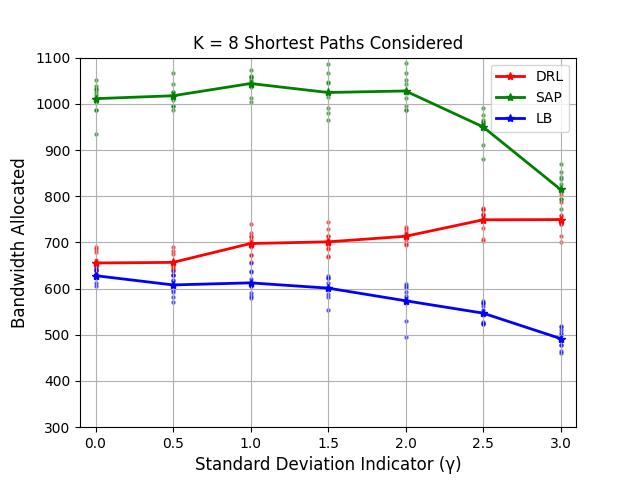 K = 8 Shortest Paths Considered
1100
1000
900
800
700
600
500
400
300
Bandwidth Allocated
DRL
SAP
LB
0.0 0.5 1.0 1.5 2.0 2.5 3.0
Standard Deviation Indicator (γ)